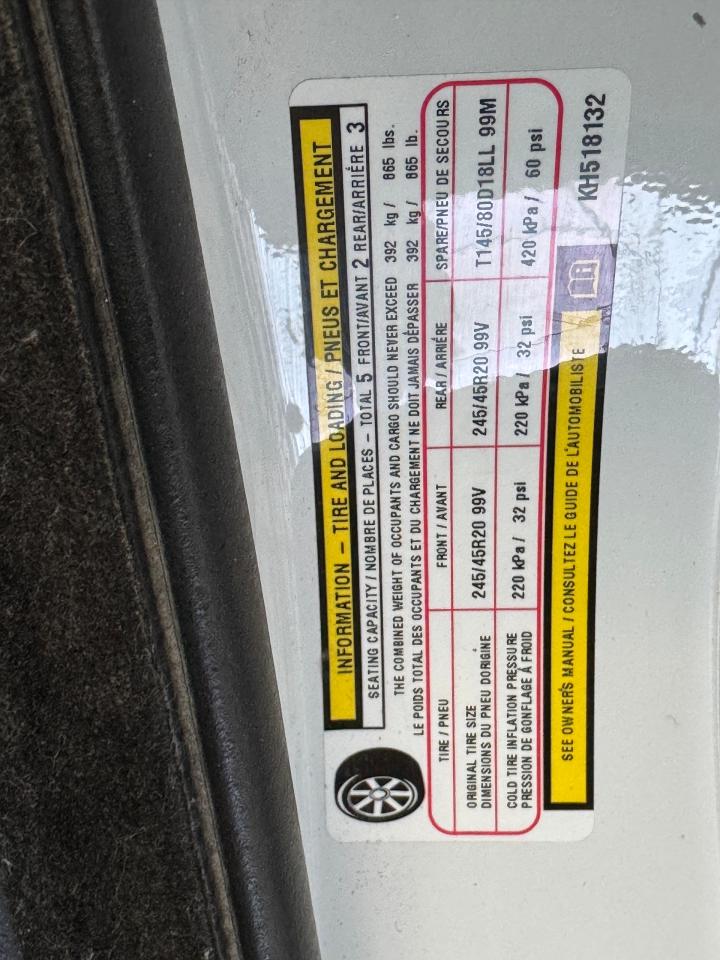 INFORMATION – TIRE AND LOADING / PNEUS ET CHARGEMENT
SEATING CAPACITY / NOMBRE DE PLACES – TOTAL 5 FRONT/AVANT 2 REAR/ARRIÉRE 3
THE COMBINED WEIGHT OF OCCUPANTS AND CARGO SHOULD NEVER EXCEED 392 kg / 865 lbs.
LE POIDS TOTAL DES OCCUPANTS ET DU CHARGEMENT NE DOIT JAMAIS DÉPASSER 392 kg / 865 lb.
TIRE / PNEU FRONT / AVANT REAR / ARRIÉRE SPARE/PNEU DE SECOURS
ORIGINAL TIRE SIZE
DIMENSIONS DU PNEU DORIGINE 245/45R20 99V 245/45R20 99V T145/80D18LL 99M
COLD TIRE INFLATION PRESSURE
PRESSION DE GONFLAGE À FROID 220 kPa / 32 psi 220 kPa / 32 psi 420 kPa / 60 psi
SEE OWNER'S MANUAL / CONSULTEZ LE GUIDE DE L'AUTOMOBILISTE
KH518132